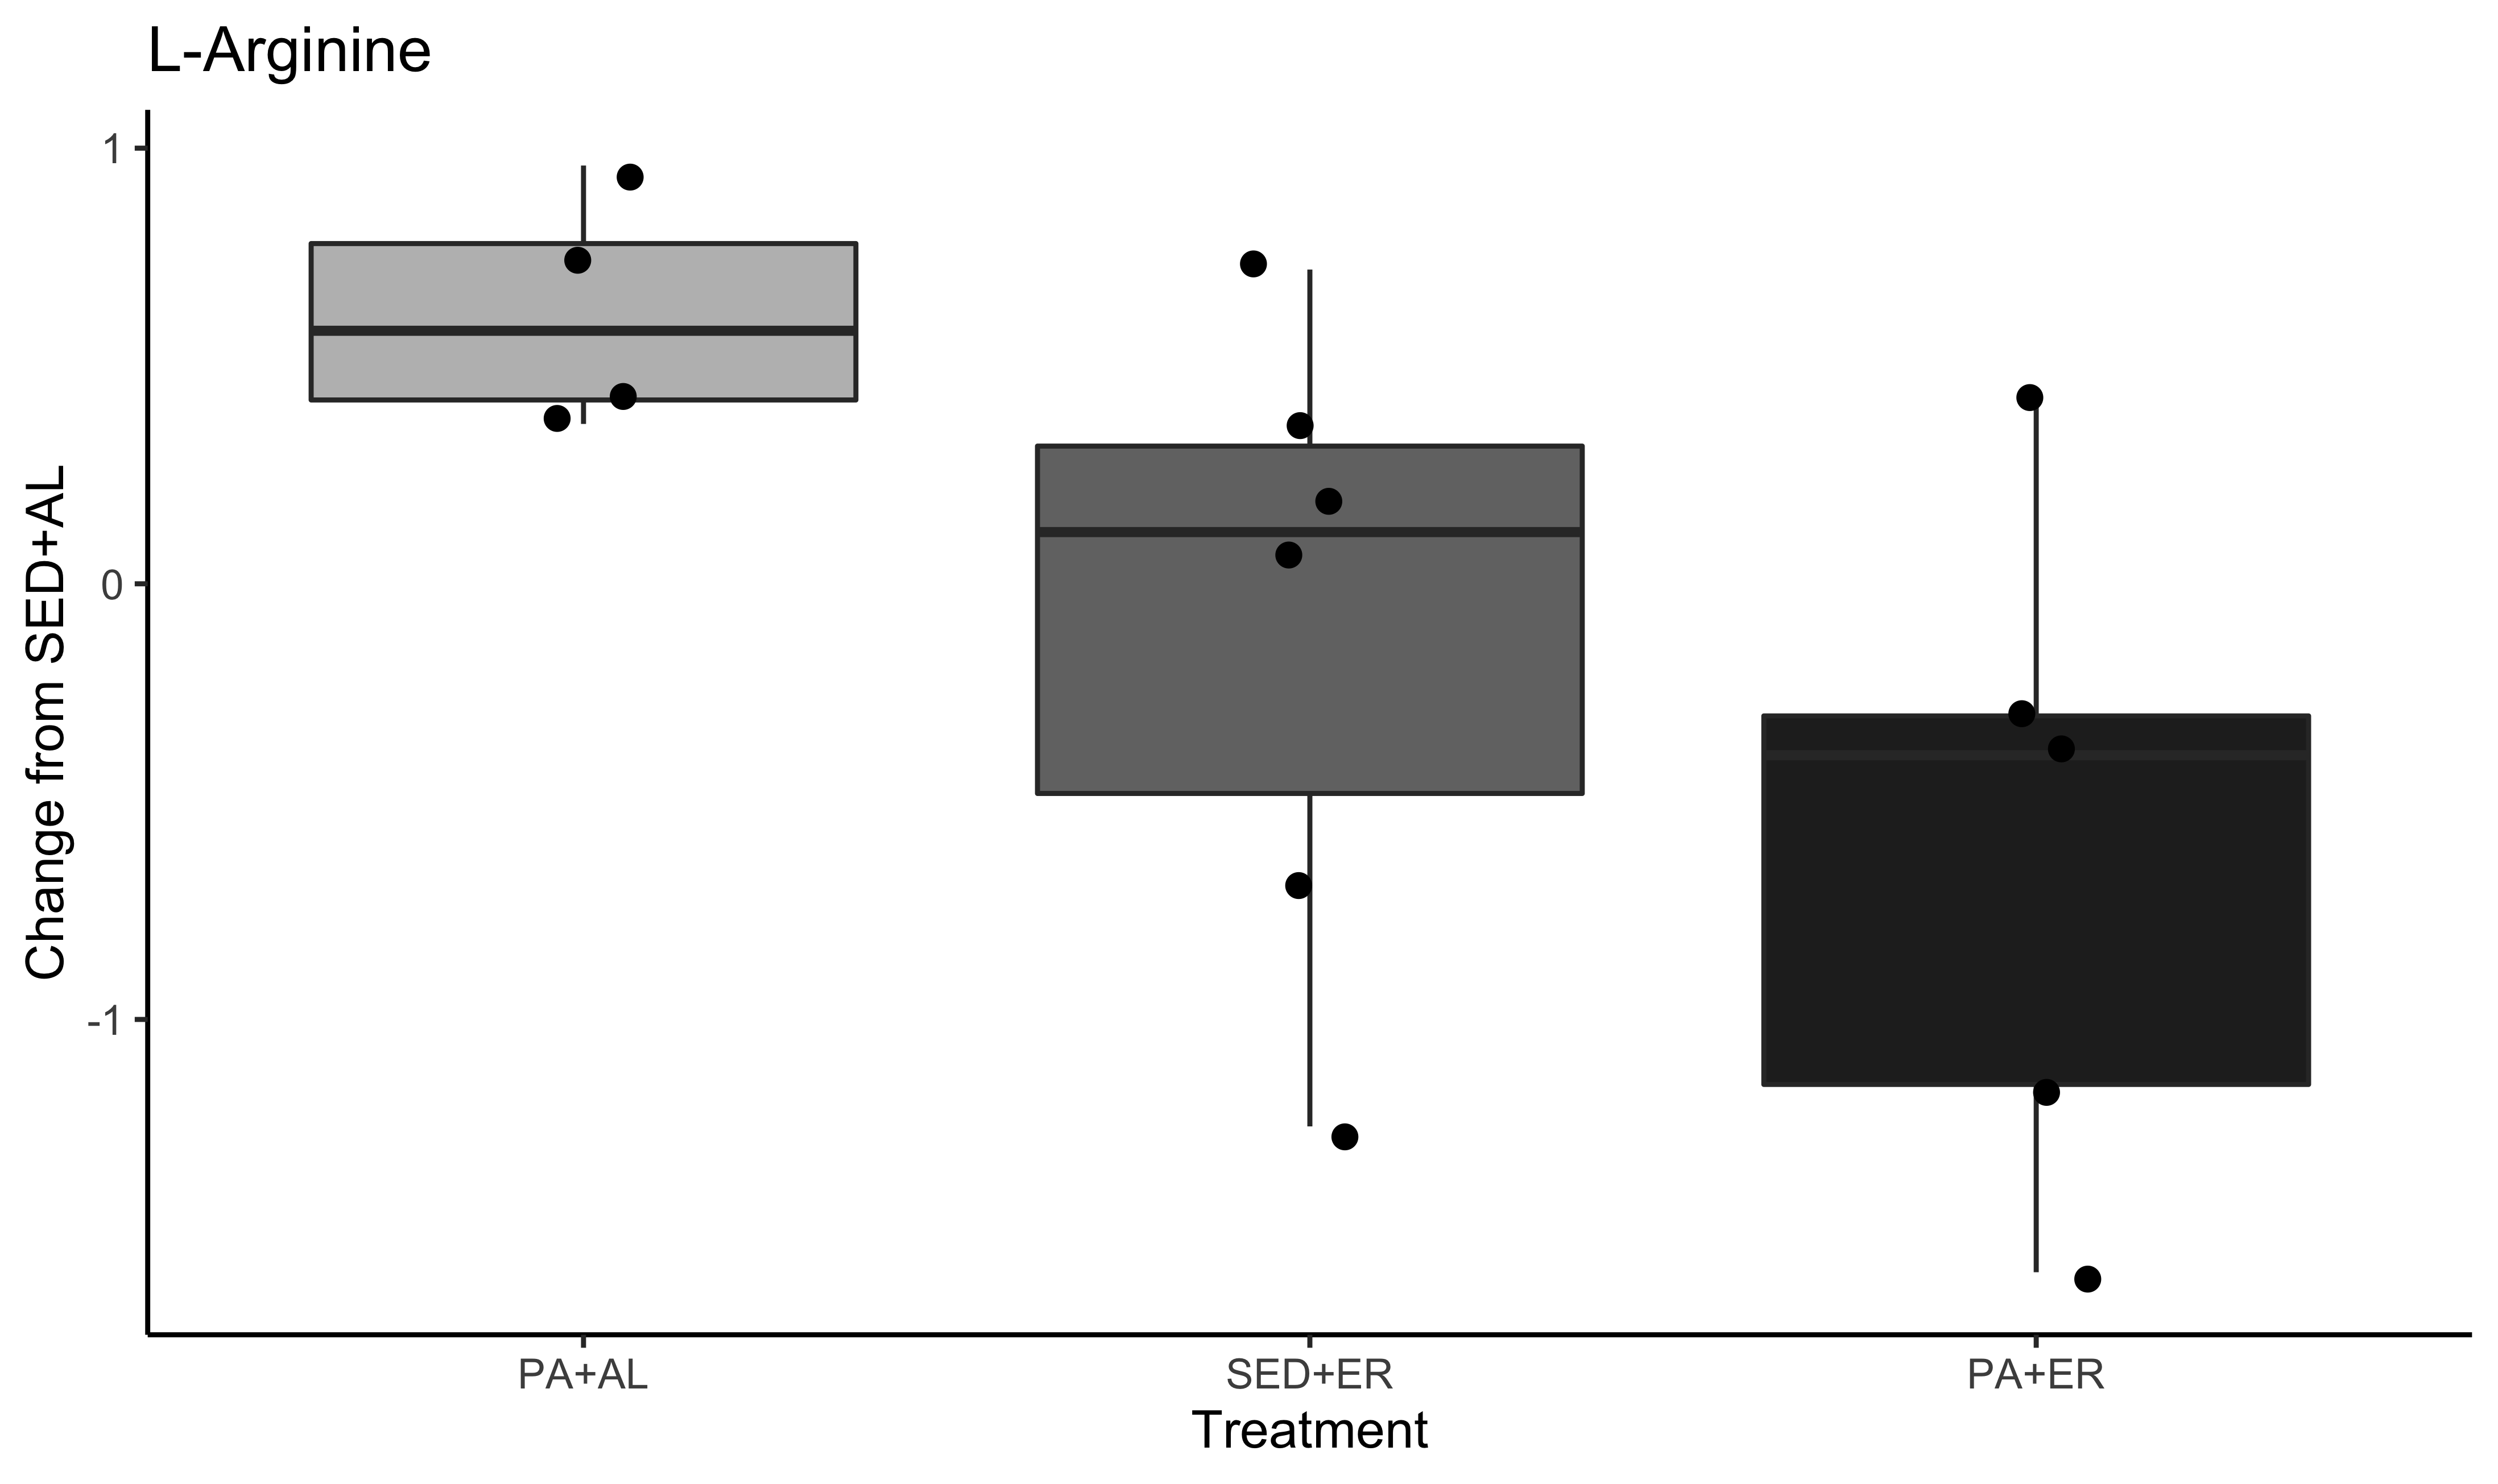 L-Arginine
Change from SED+AL
1
0
-1
PA+AL SED+ER PA+ER
Treatment